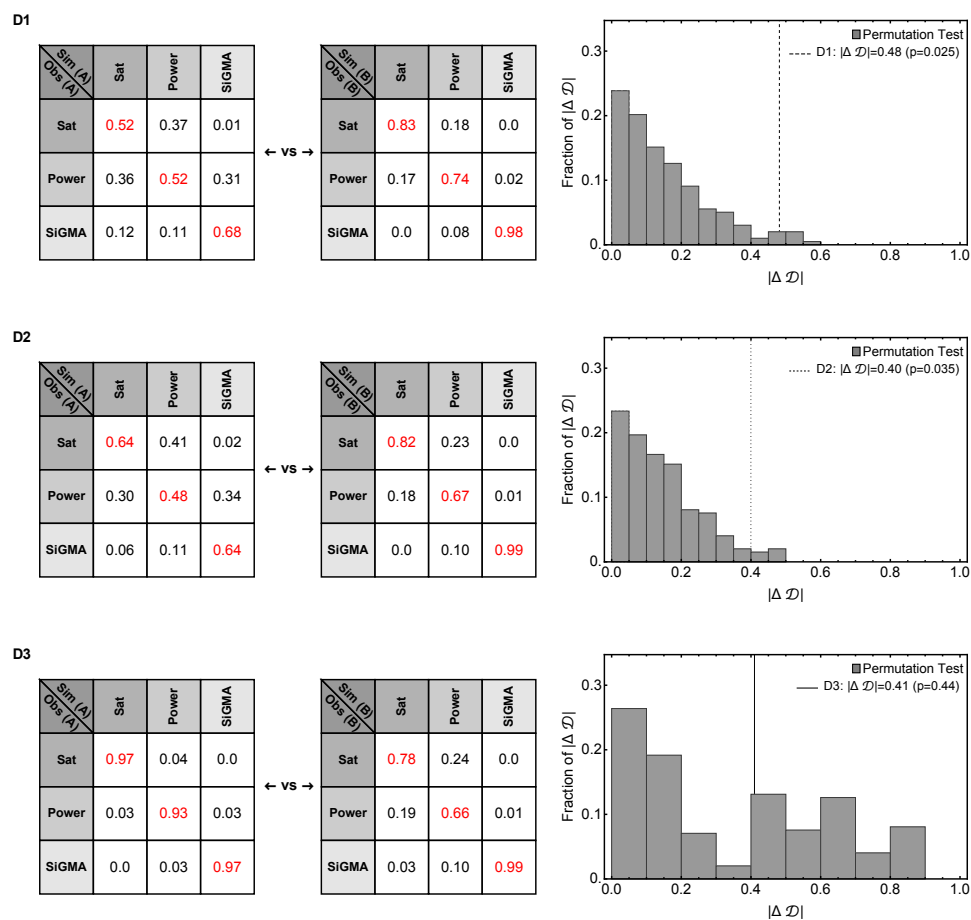 D1
Sim (A)
Obs (A)
Sat
Power
SiGMA
Sat 0.52 0.37 0.01
Power 0.36 0.52 0.31
SiGMA 0.12 0.11 0.68
← vs →
Sim (B)
Obs (B)
Sat
Power
SiGMA
Sat 0.83 0.18 0.0
Power 0.17 0.74 0.02
SiGMA 0.0 0.08 0.98
Permutation Test
D1: |Δ 𝒟|=0.48 (p=0.025)
Fraction of |Δ 𝒟|
0.3
0.2
0.1
0.
0.0 0.2 0.4 0.6 0.8 1.0
|Δ 𝒟|
D2
Sim (A)
Obs (A)
Sat
Power
SiGMA
Sat 0.64 0.41 0.02
Power 0.30 0.48 0.34
SiGMA 0.06 0.11 0.64
← vs →
Sim (B)
Obs (B)
Sat
Power
SiGMA
Sat 0.82 0.23 0.0
Power 0.18 0.67 0.01
SiGMA 0.0 0.10 0.99
Permutation Test
D2: |Δ 𝒟|=0.40 (p=0.035)
Fraction of |Δ 𝒟|
0.3
0.2
0.1
0.
0.0 0.2 0.4 0.6 0.8 1.0
|Δ 𝒟|
D3
Sim (A)
Obs (A)
Sat
Power
SiGMA
Sat 0.97 0.04 0.0
Power 0.03 0.93 0.03
SiGMA 0.0 0.03 0.97
← vs →
Sim (B)
Obs (B)
Sat
Power
SiGMA
Sat 0.78 0.24 0.0
Power 0.19 0.66 0.01
SiGMA 0.03 0.10 0.99
Permutation Test
D3: |Δ 𝒟|=0.41 (p=0.44)
Fraction of |Δ 𝒟|
0.3
0.2
0.1
0.
0.0 0.2 0.4 0.6 0.8 1.0
|Δ 𝒟|